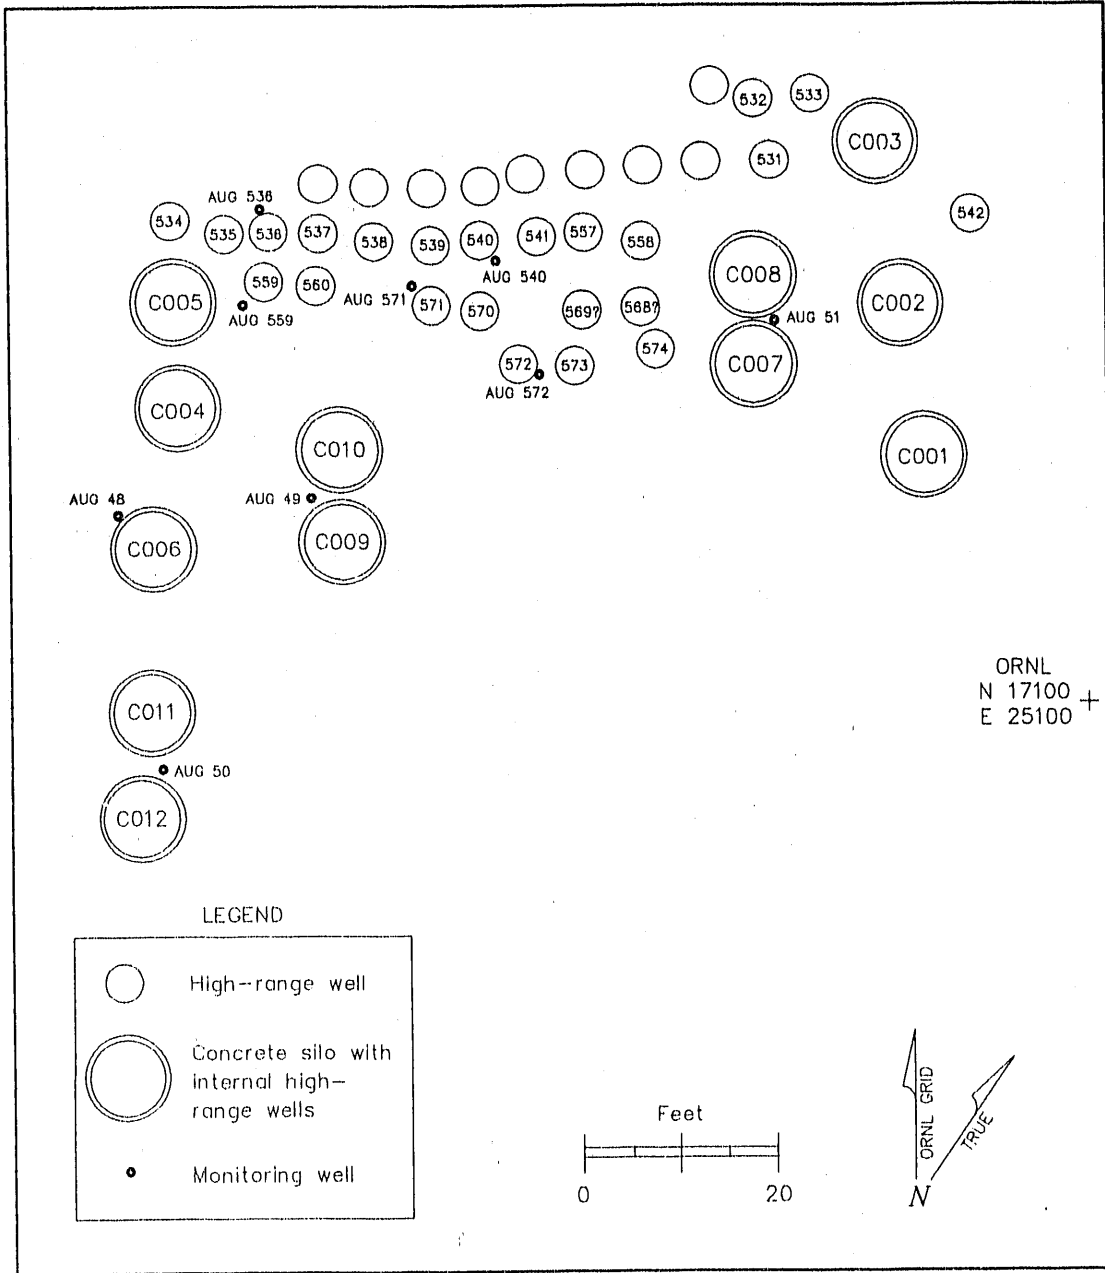 532
533
C003
531
AUG 536
534
535
536
537
538
539
540
541
557
558
542
C008
C002
AUG 540
559
560
C005
AUG 571
571
570
569?
568?
AUG 51
AUG 559
574
572
573
C007
AUG 572
C004
C010
C001
AUG 48
AUG 49
C006
C009
ORNL
N 17100
E 25100
C011
AUG 50
C012
LEGEND
High-range well
Concrete silo with
internal high-
range wells
Monitoring well
Feet
0
20
ORNL GRID
TRUE
N